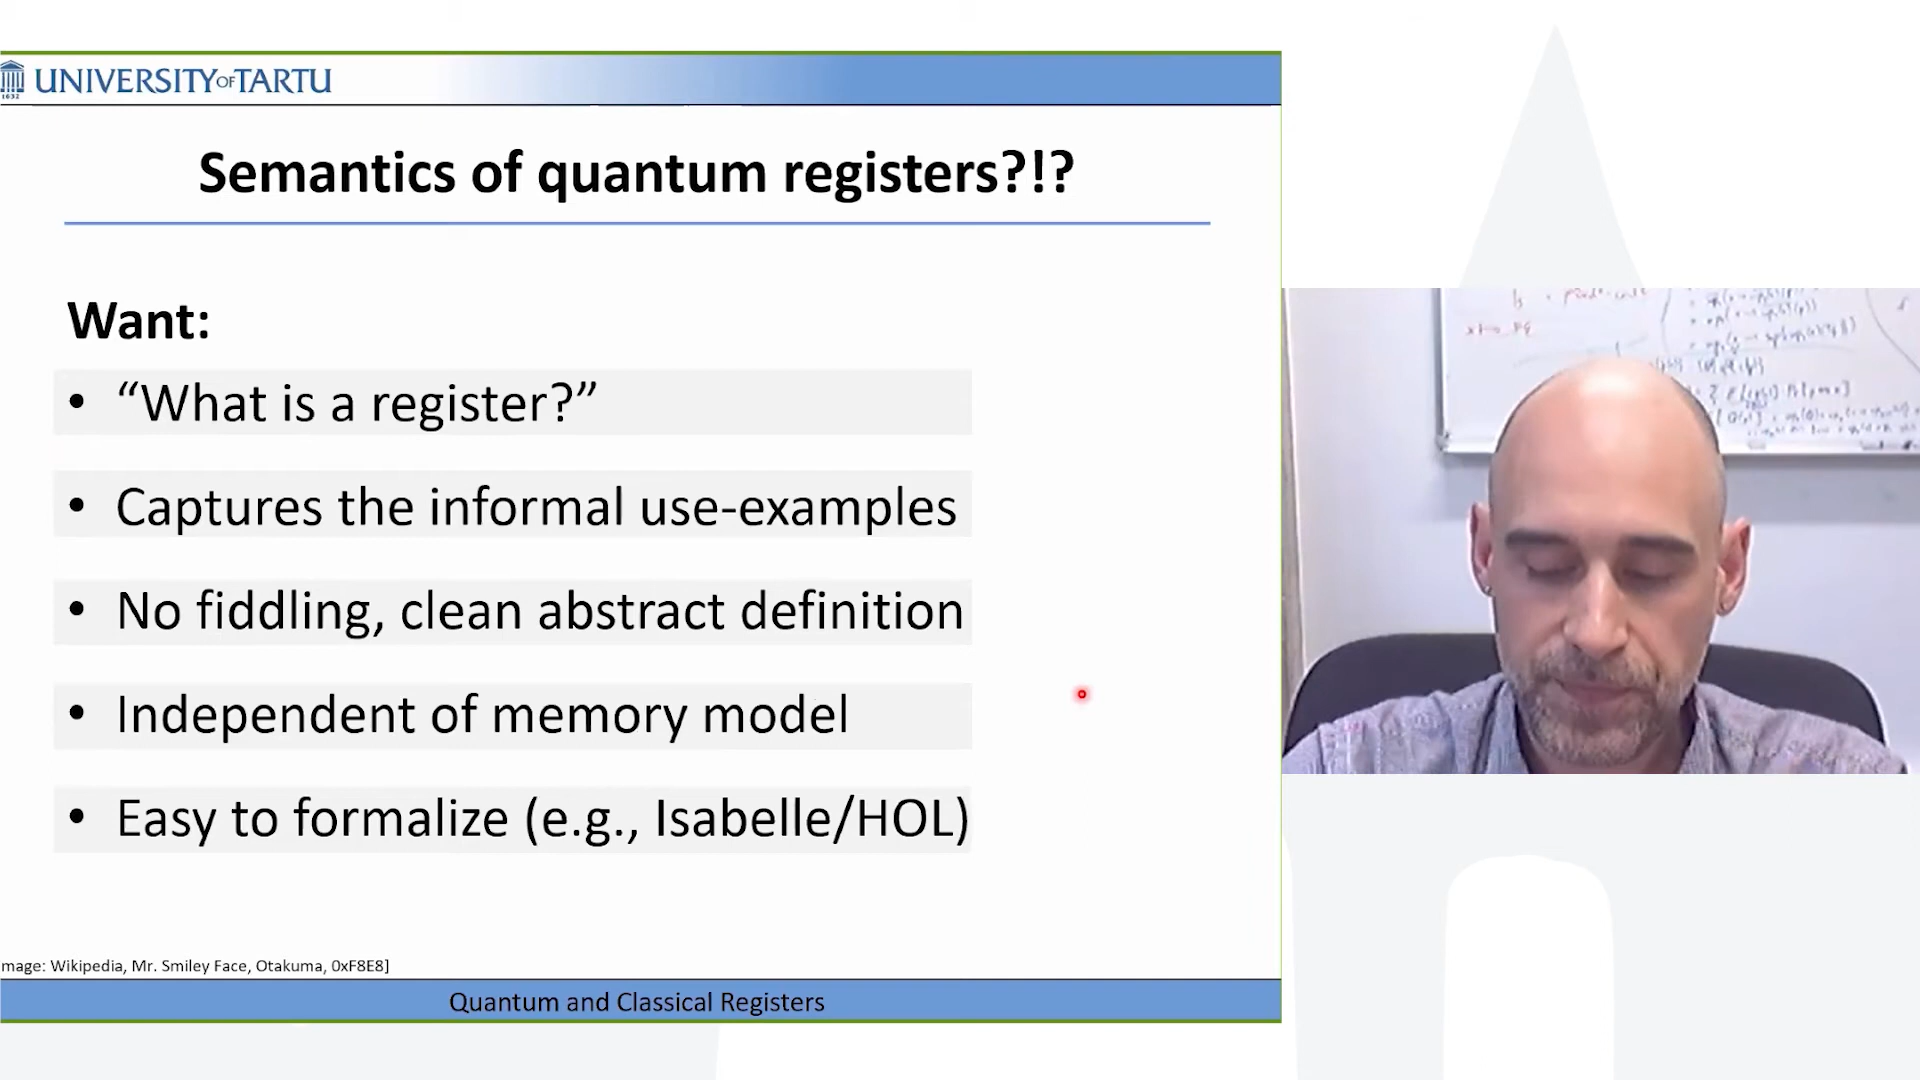 UNIVERSITY OF TARTU
1632
Semantics of quantum registers?!?
Want:
• “What is a register?”
• Captures the informal use-examples
• No fiddling, clean abstract definition
• Independent of memory model
• Easy to formalize (e.g., Isabelle/HOL)
mage: Wikipedia, Mr. Smiley Face, Otakuma, 0xF8E8]
Quantum and Classical Registers